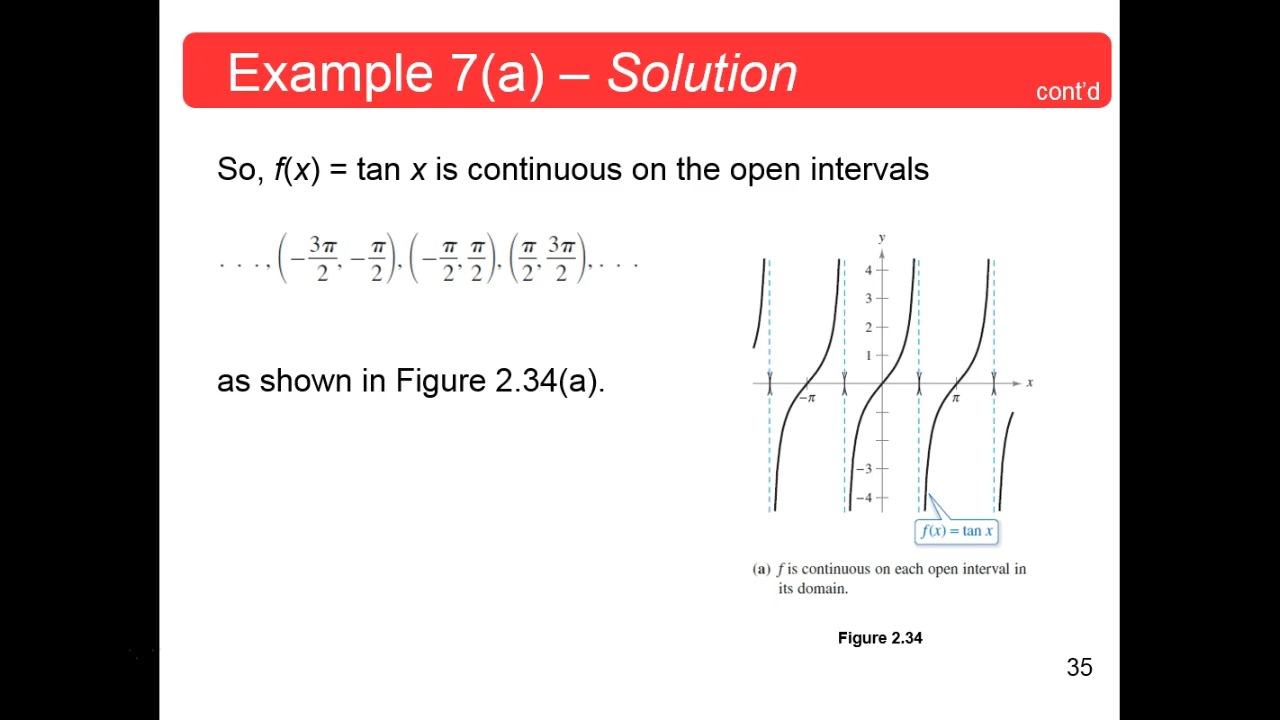 Example 7(a) – Solution
cont'd
So, f(x) = tan x is continuous on the open intervals
. . ., (−3π/2, −π/2), (−π/2, π/2), (π/2, 3π/2), . . .
as shown in Figure 2.34(a).
y
4
3
2
1
x
−π
π
−3
−4
f(x) = tan x
(a) f is continuous on each open interval in
its domain.
Figure 2.34
35